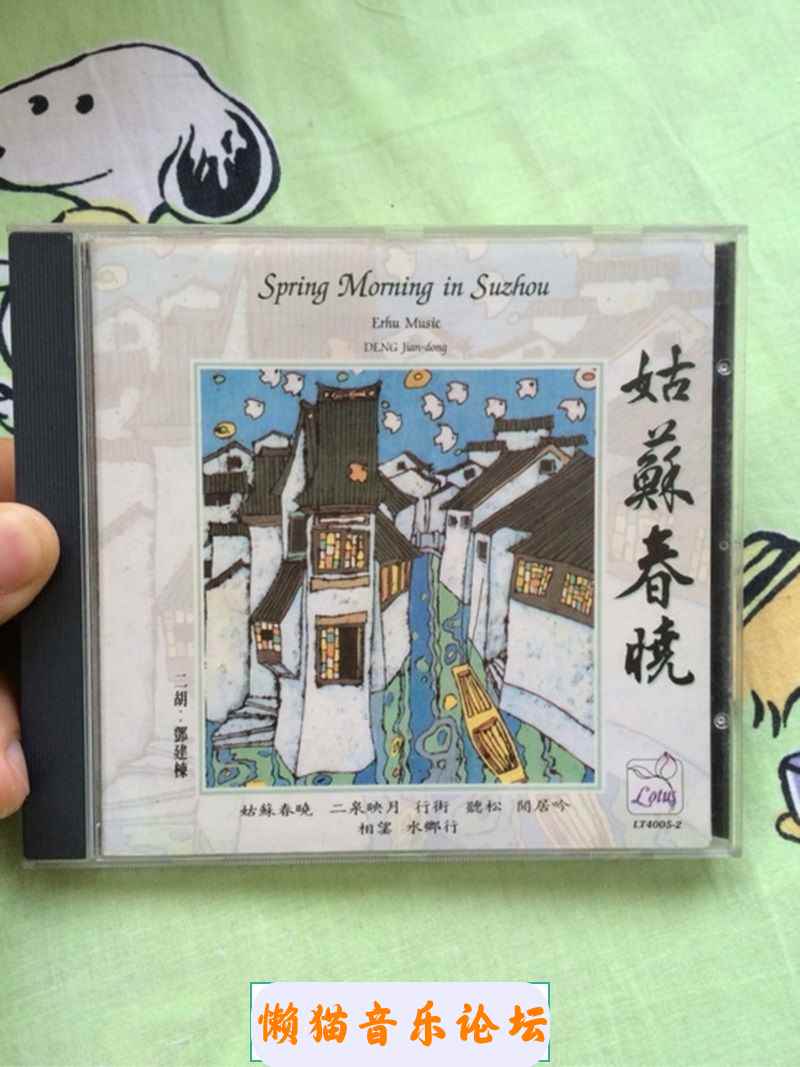 Spring Morning in Suzhou
Erhu Music
DENG Jian-dong
姑蘇春曉
二胡：鄧建棟
姑蘇春曉 二泉映月 行街 聽松 閒居吟
相望 水鄉行
Lotus
LT4005-2
懒猫音乐论坛